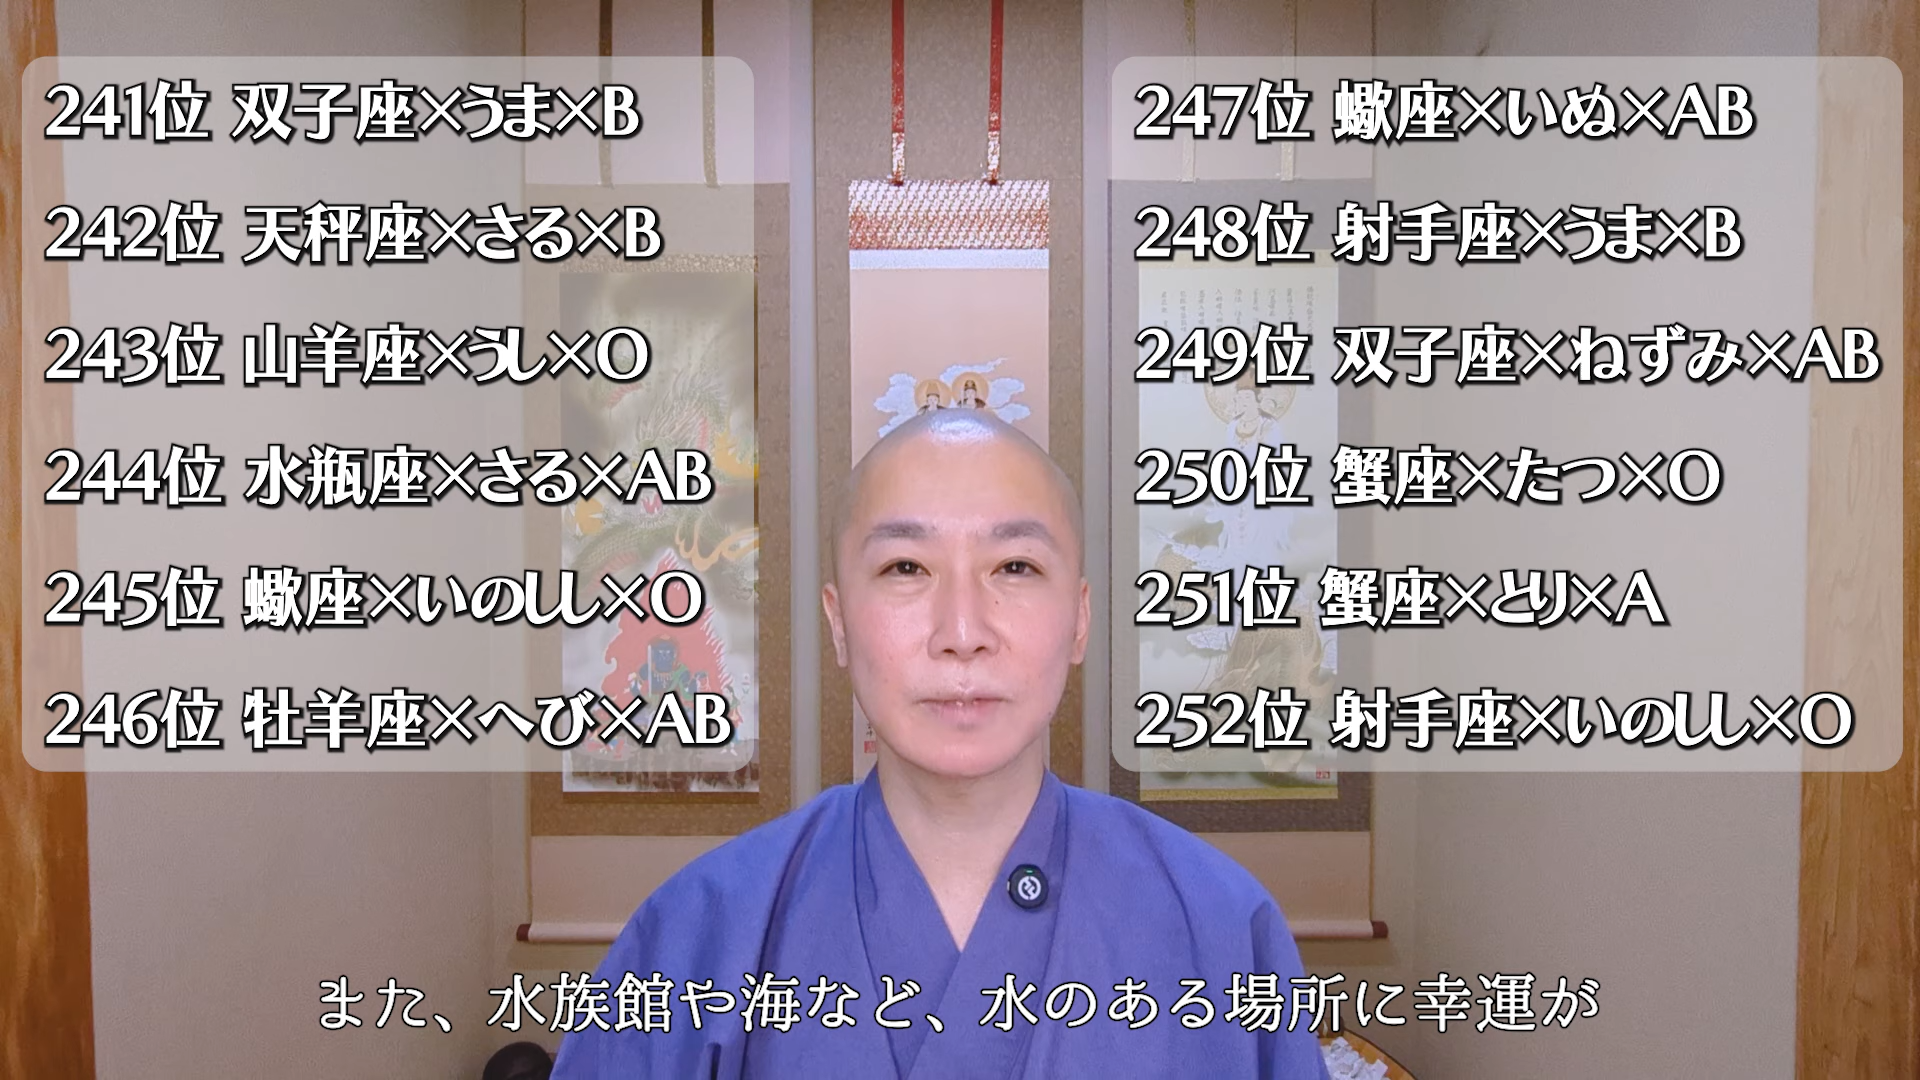 241位 双子座×うま×B
242位 天秤座×さる×B
243位 山羊座×うし×O
244位 水瓶座×さる×AB
245位 蠍座×いのしし×O
246位 牡羊座×へび×AB
247位 蠍座×いぬ×AB
248位 射手座×うま×B
249位 双子座×ねずみ×AB
250位 蟹座×たつ×O
251位 蟹座×とり×A
252位 射手座×いのしし×O
また、水族館や海など、水のある場所に幸運が